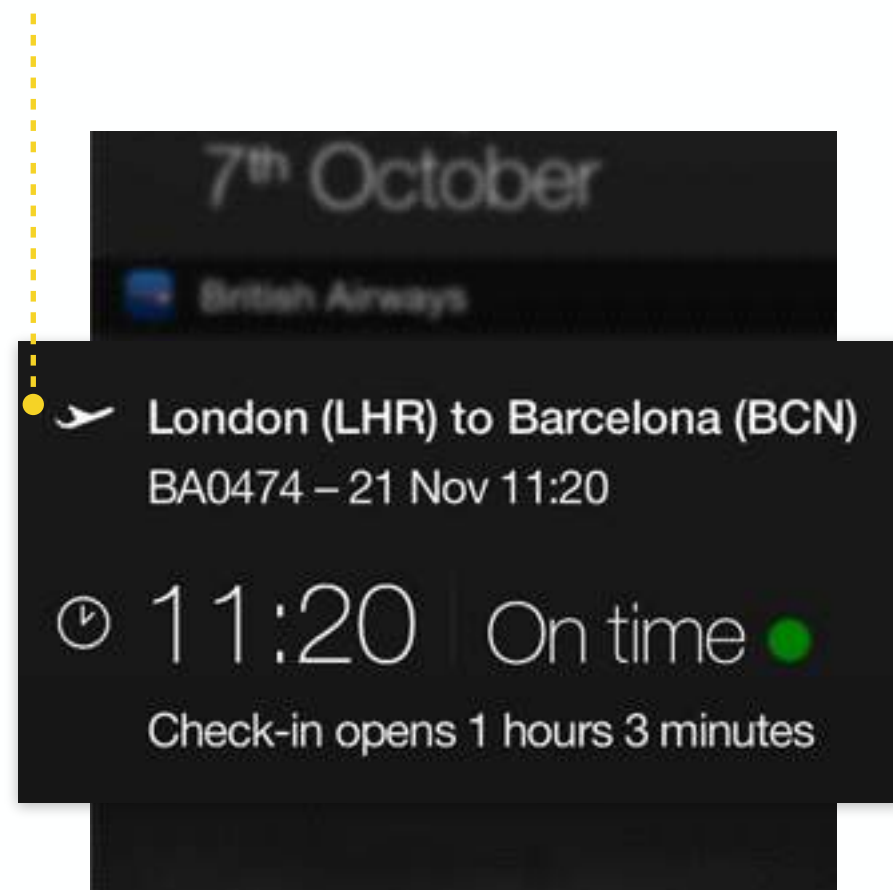 7th October
British Airways
London (LHR) to Barcelona (BCN)
BA0474 – 21 Nov 11:20
11:20 On time
Check-in opens 1 hours 3 minutes